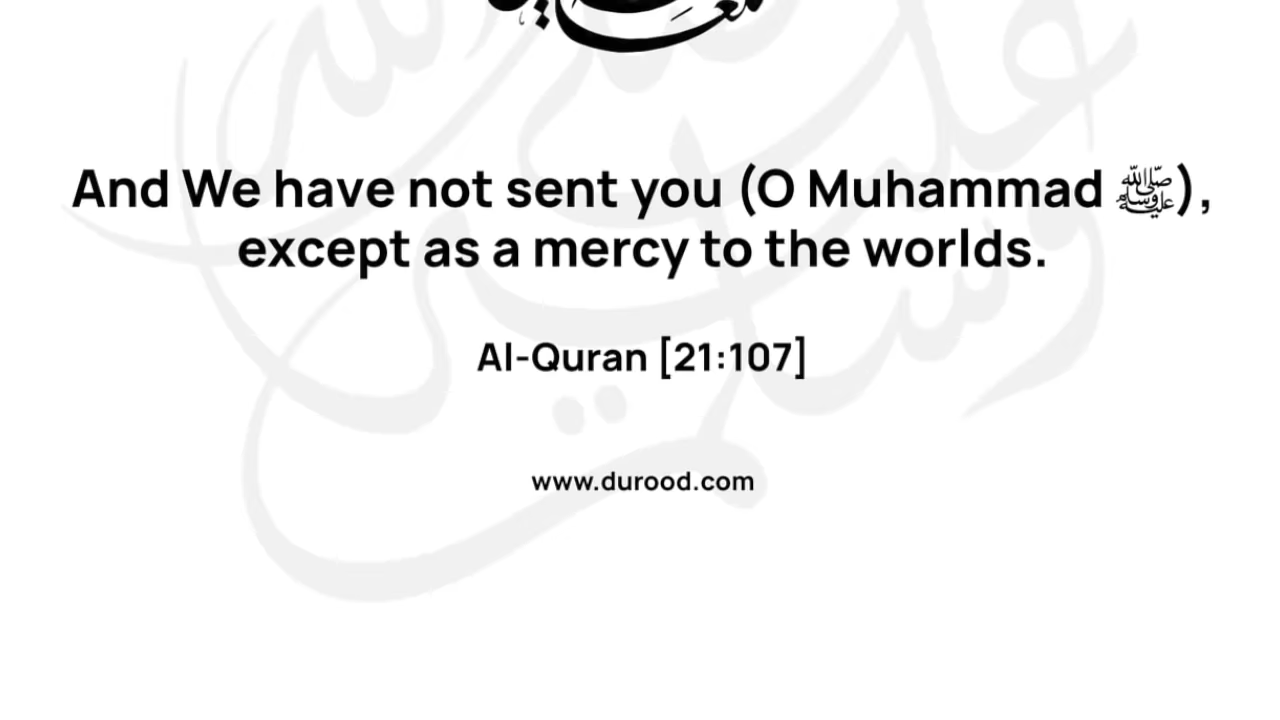 And We have not sent you (O Muhammad ﷺ),
except as a mercy to the worlds.
Al-Quran [21:107]
www.durood.com